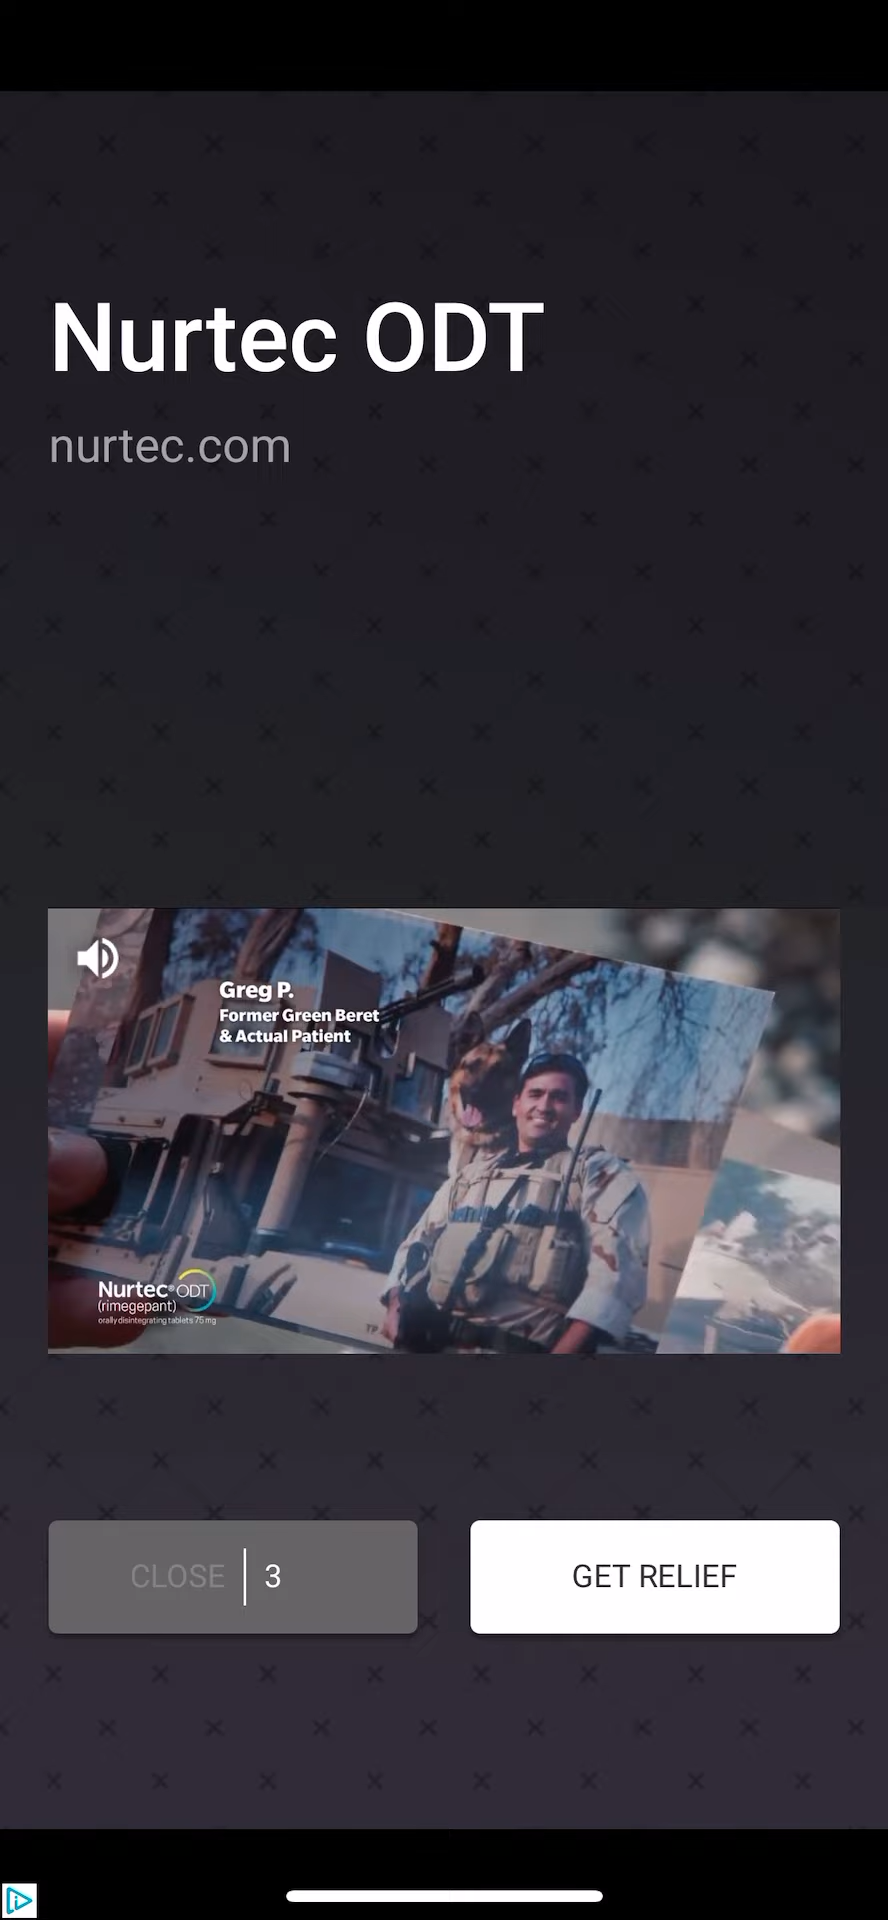 Nurtec ODT
nurtec.com
Greg P.
Former Green Beret
& Actual Patient
Nurtec® ODT
(rimegepant)
orally disintegrating tablets 75 mg
CLOSE | 3
GET RELIEF